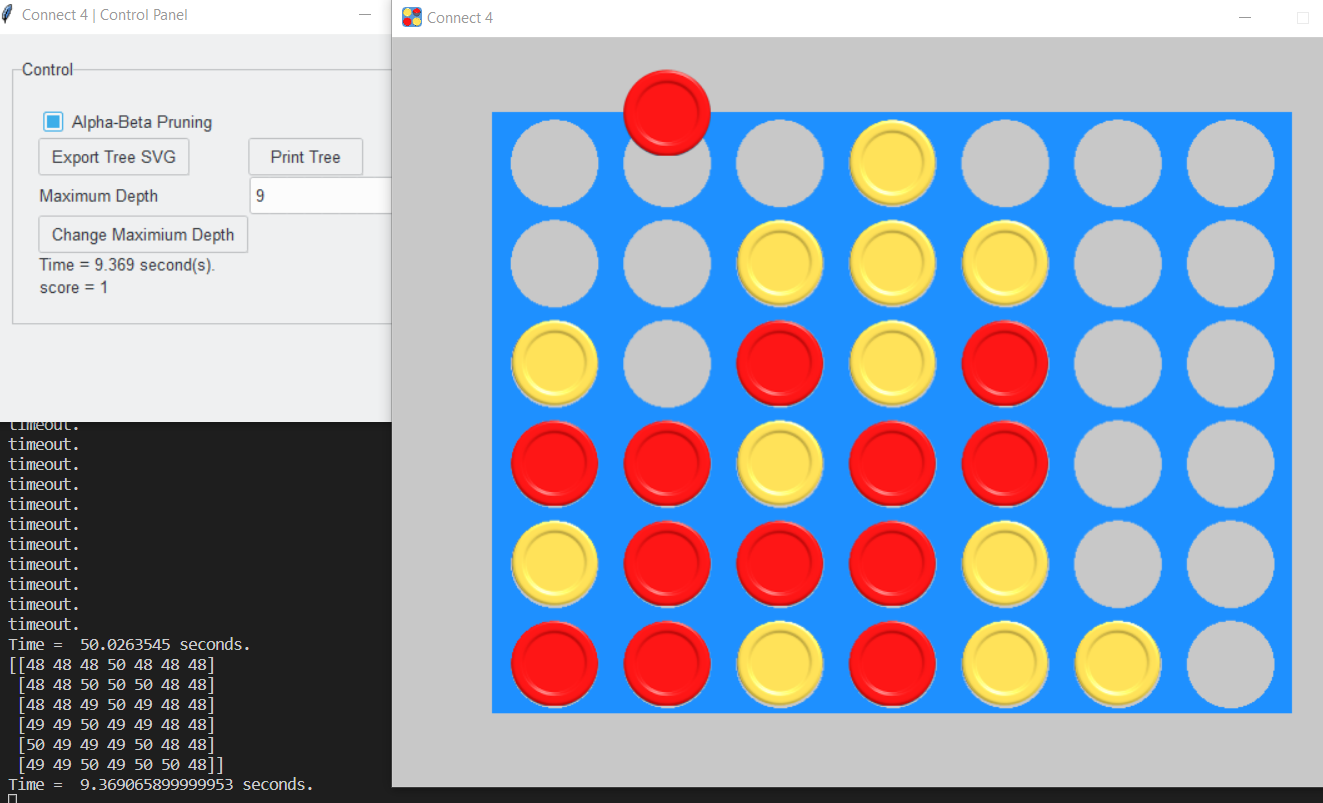 Connect 4 | Control Panel
Connect 4
Control
Alpha-Beta Pruning
Export Tree SVG
Print Tree
Maximum Depth
9
Change Maximium Depth
Time = 9.369 second(s).
score = 1
timeout.
timeout.
timeout.
timeout.
timeout.
timeout.
timeout.
timeout.
timeout.
timeout.
timeout.
Time =  50.0263545 seconds.
[[48 48 48 50 48 48 48]
 [48 48 50 50 50 48 48]
 [48 48 49 50 49 48 48]
 [49 49 50 49 49 48 48]
 [50 49 49 49 50 48 48]
 [49 49 50 49 50 50 48]]
Time =  9.369065899999953 seconds.